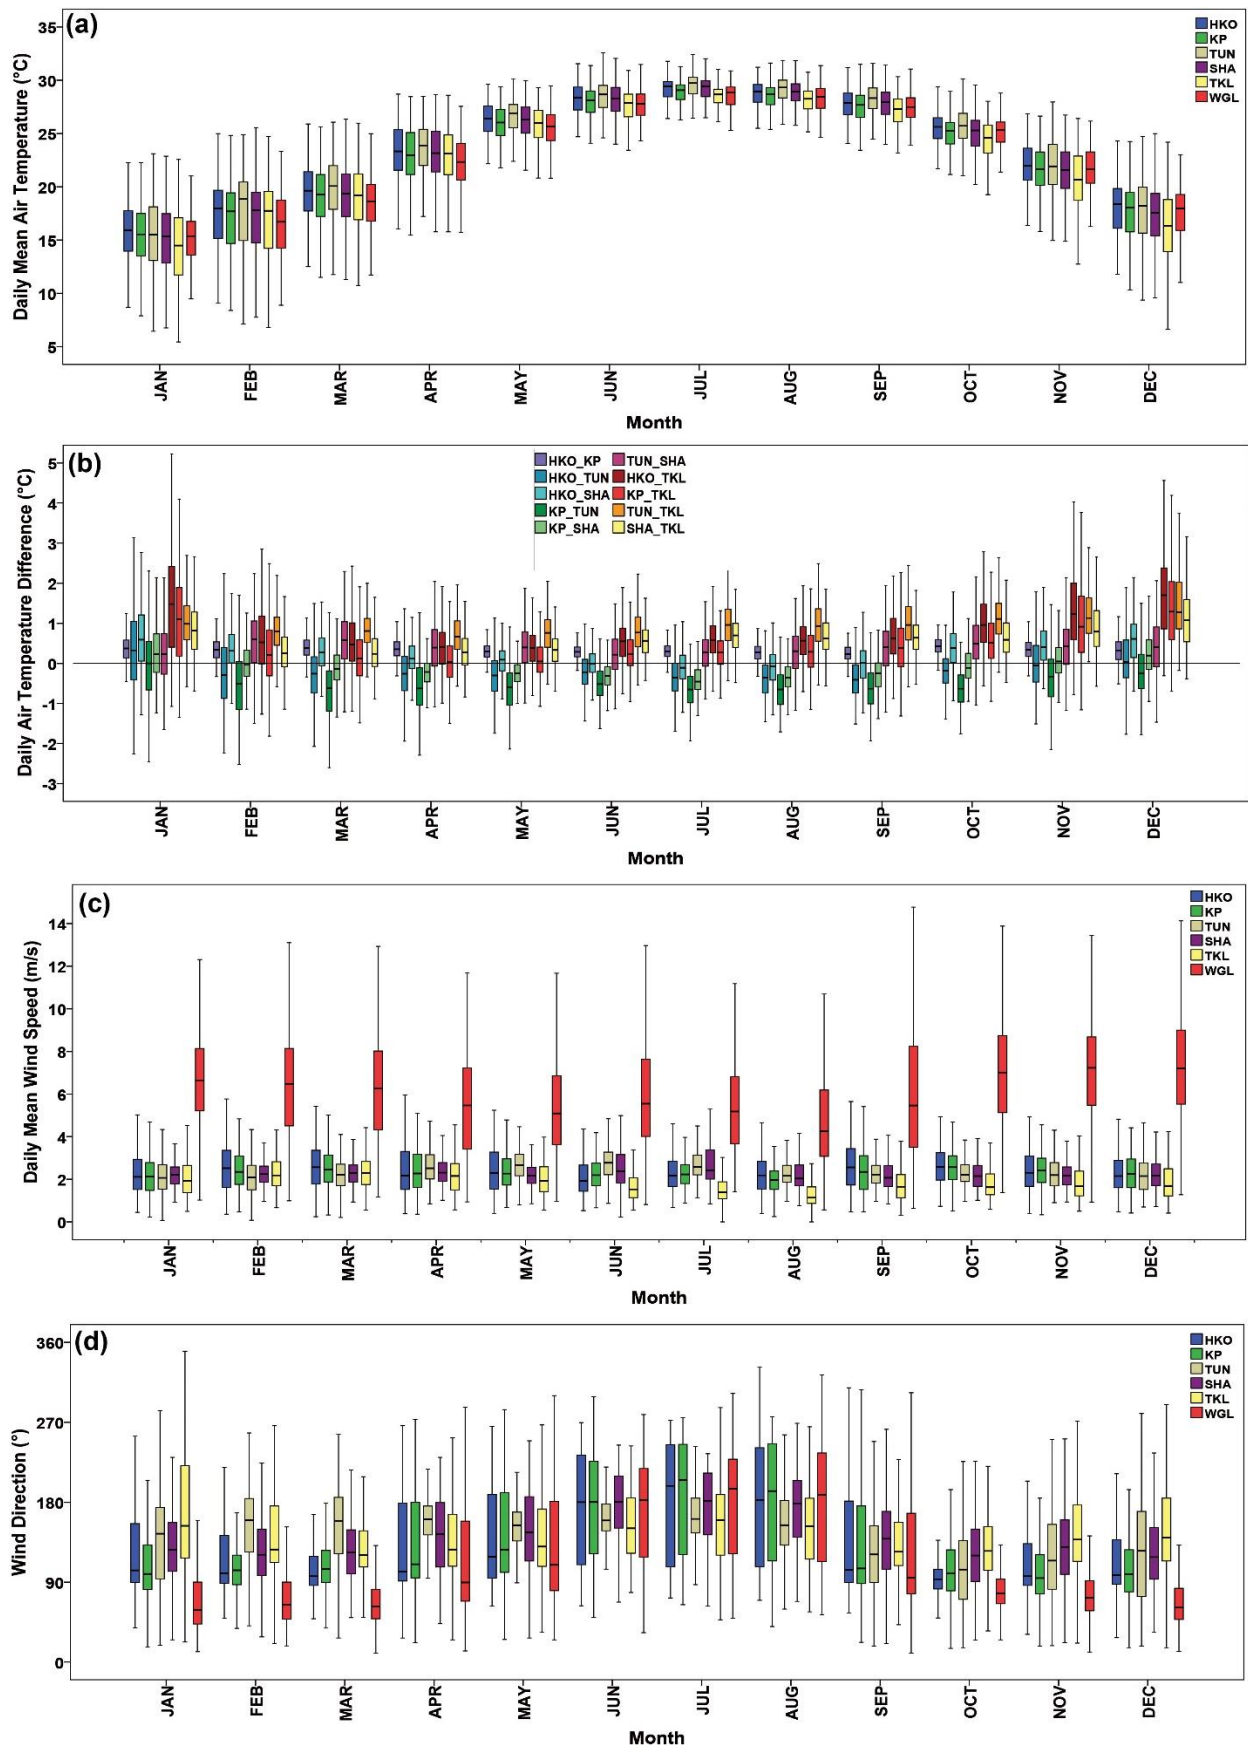 (a)
Daily Mean Air Temperature (°C)
35
30
25
20
15
10
5
HKO
KP
TUN
SHA
TKL
WGL
JAN FEB MAR APR MAY JUN JUL AUG SEP OCT NOV DEC
Month
(b)
Daily Air Temperature Difference (°C)
5
4
3
2
1
0
-1
-2
-3
HKO_KP TUN_SHA
HKO_TUN HKO_TKL
HKO_SHA KP_TKL
KP_TUN TUN_TKL
KP_SHA SHA_TKL
JAN FEB MAR APR MAY JUN JUL AUG SEP OCT NOV DEC
Month
(c)
Daily Mean Wind Speed (m/s)
14
12
10
8
6
4
2
0
HKO
KP
TUN
SHA
TKL
WGL
JAN FEB MAR APR MAY JUN JUL AUG SEP OCT NOV DEC
Month
(d)
Wind Direction (°)
360
270
180
90
0
HKO
KP
TUN
SHA
TKL
WGL
JAN FEB MAR APR MAY JUN JUL AUG SEP OCT NOV DEC
Month